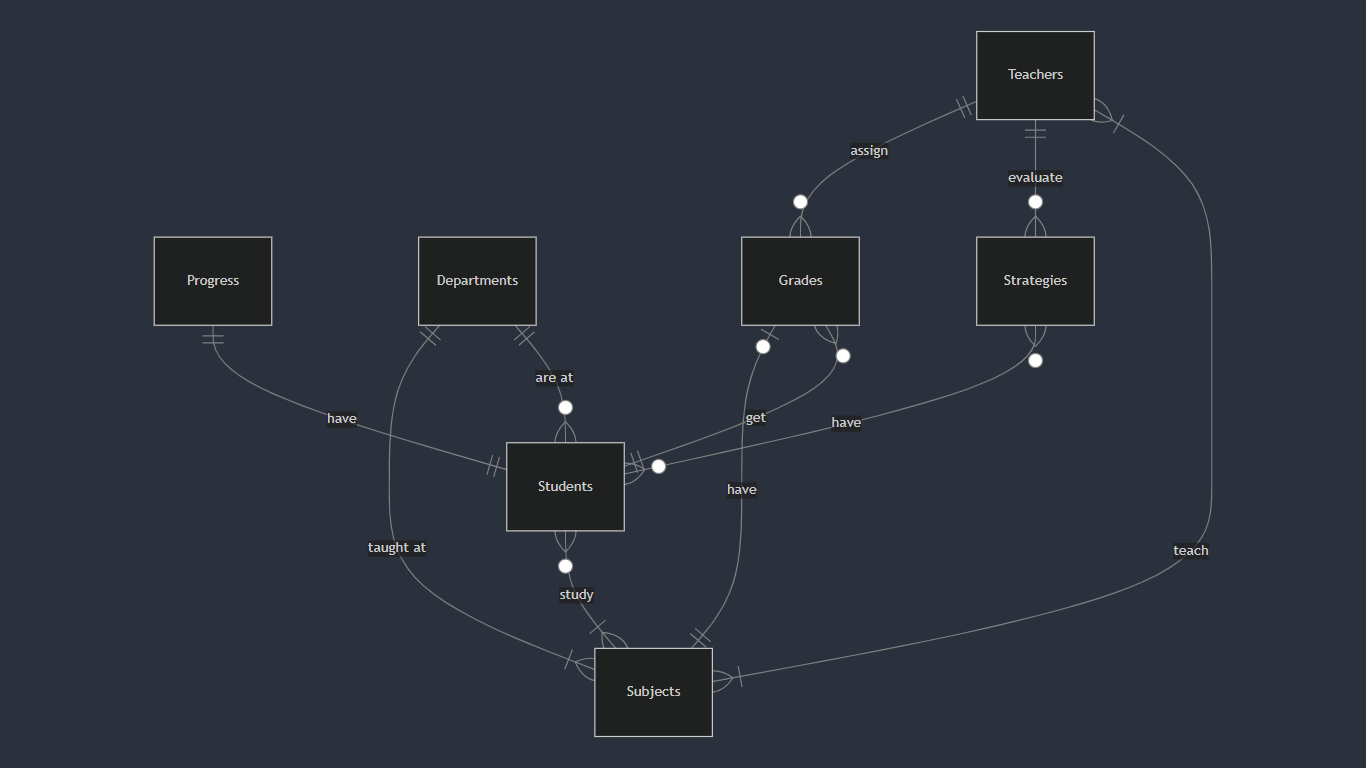 Teachers
assign
evaluate
Progress
Departments
Grades
Strategies
are at
have
get
have
Students
have
taught at
teach
study
Subjects